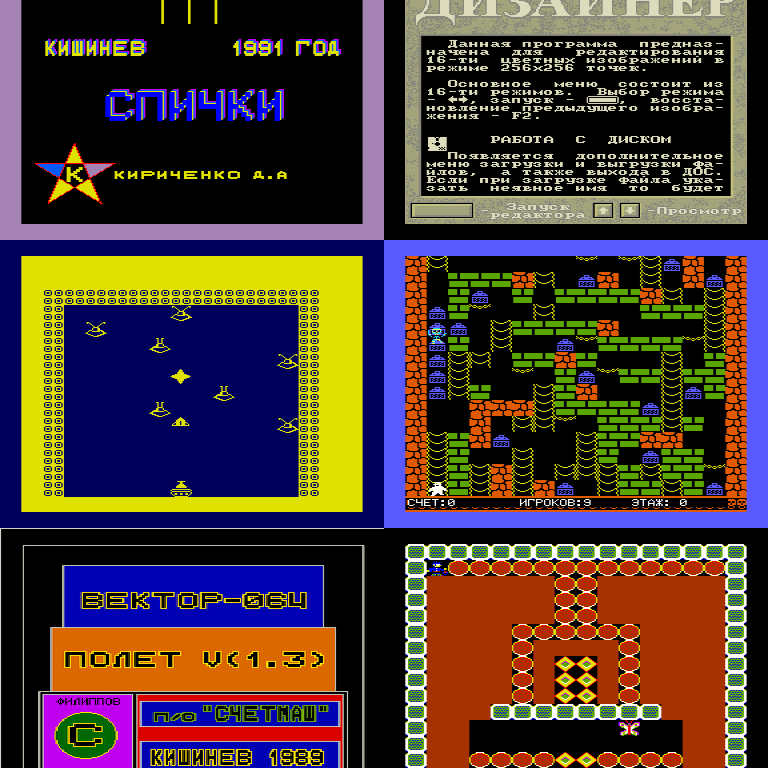 КИШИНЕВ 1991 ГОД
СПИЧКИ
К
КИРИЧЕНКО Д.А
ДИЗАЙНЕР
Данная программа предназ-
начена для редактирования
16-ти цветных изображений в
режиме 256x256 точек.
Основное меню состоит из
16-ти режимов. Выбор режима
- ↔, запуск - , восста-
новление предыдущего изобра-
жения - F2.
РАБОТА С ДИСКОМ
Появляется дополнительное
меню загрузки и выгрузки фа-
йлов, а также выхода в ДОС.
Если при загрузке файла ука-
зать неявное имя то будет
- Запуск редактора
-Просмотр
СЧЕТ:0 ИГРОКОВ:9 ЭТАЖ: 0
ВЕКТОР-06Ц
ПОЛЕТ V(1.3)
ФИЛИППОВ
С
П/О "СЧЕТМАШ"
КИШИНЕВ 1989